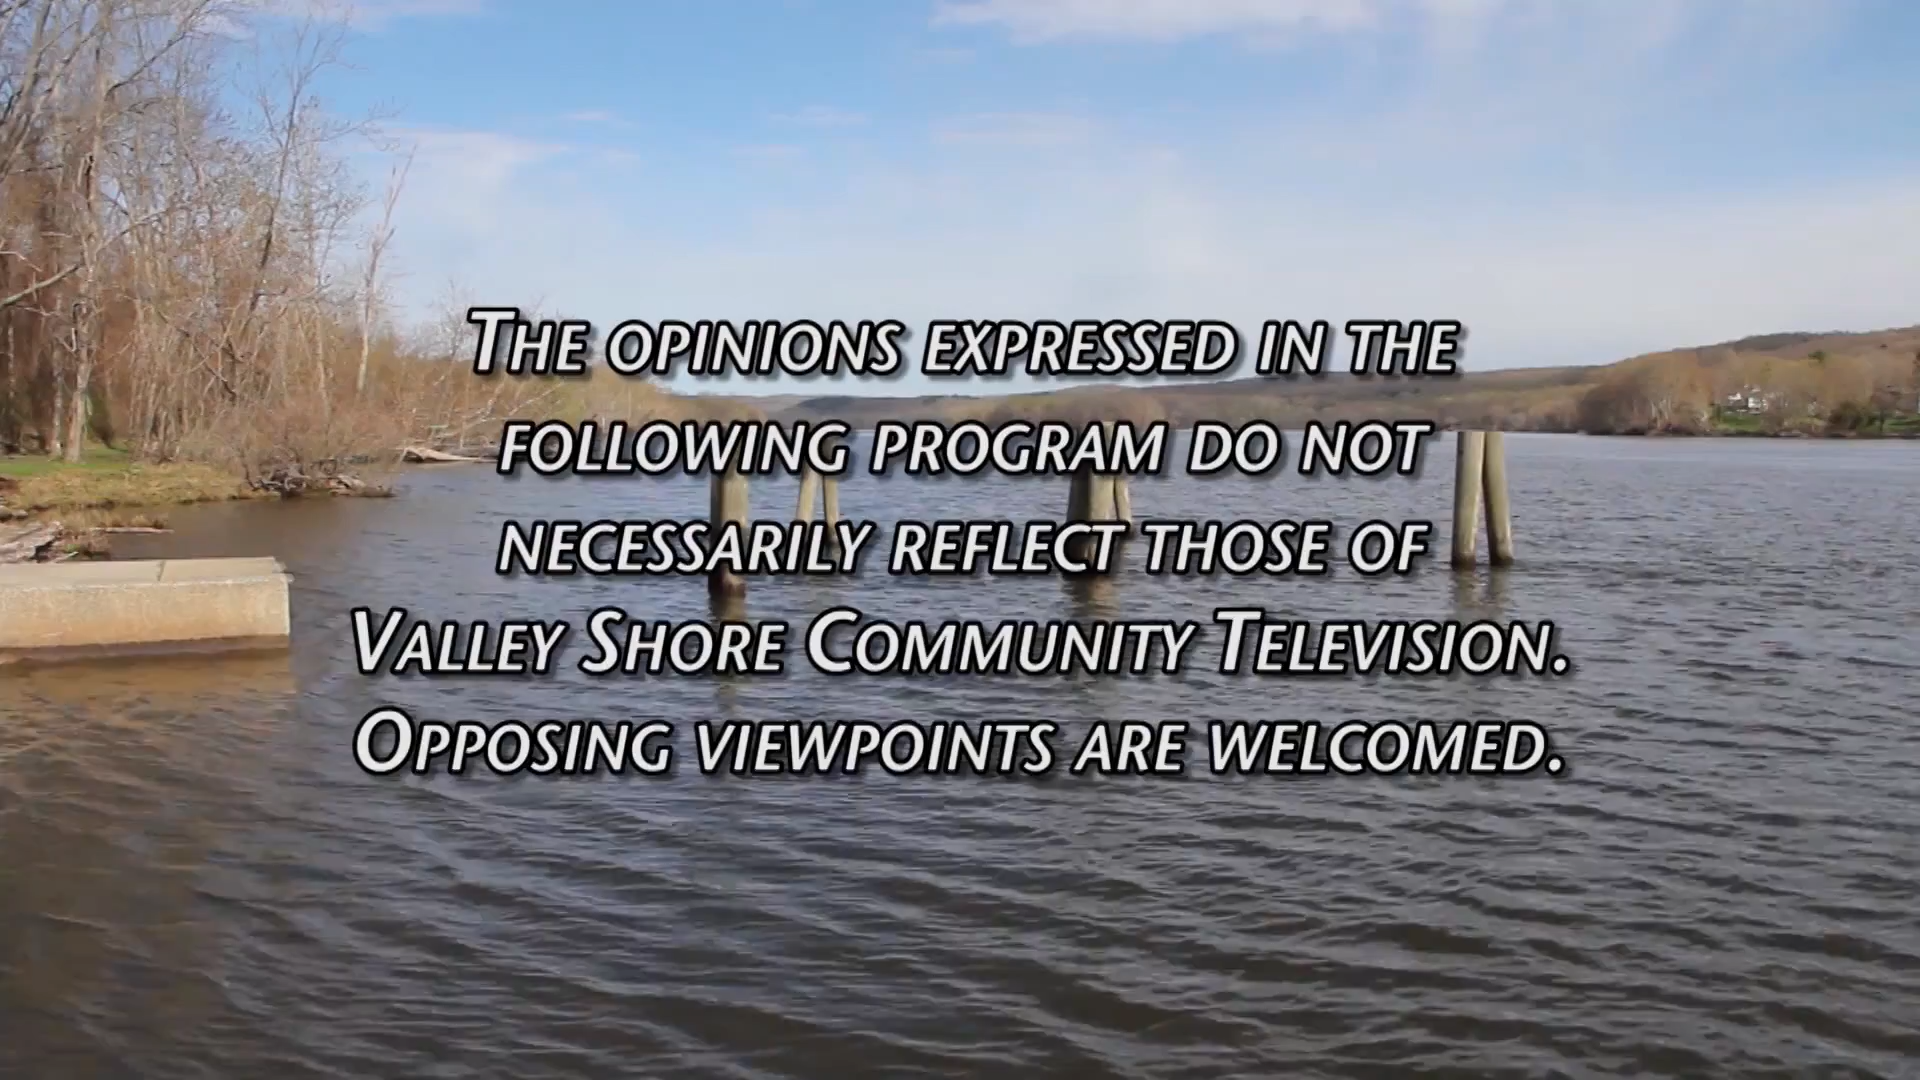 The opinions expressed in the
following program do not
necessarily reflect those of
Valley Shore Community Television.
Opposing viewpoints are welcomed.